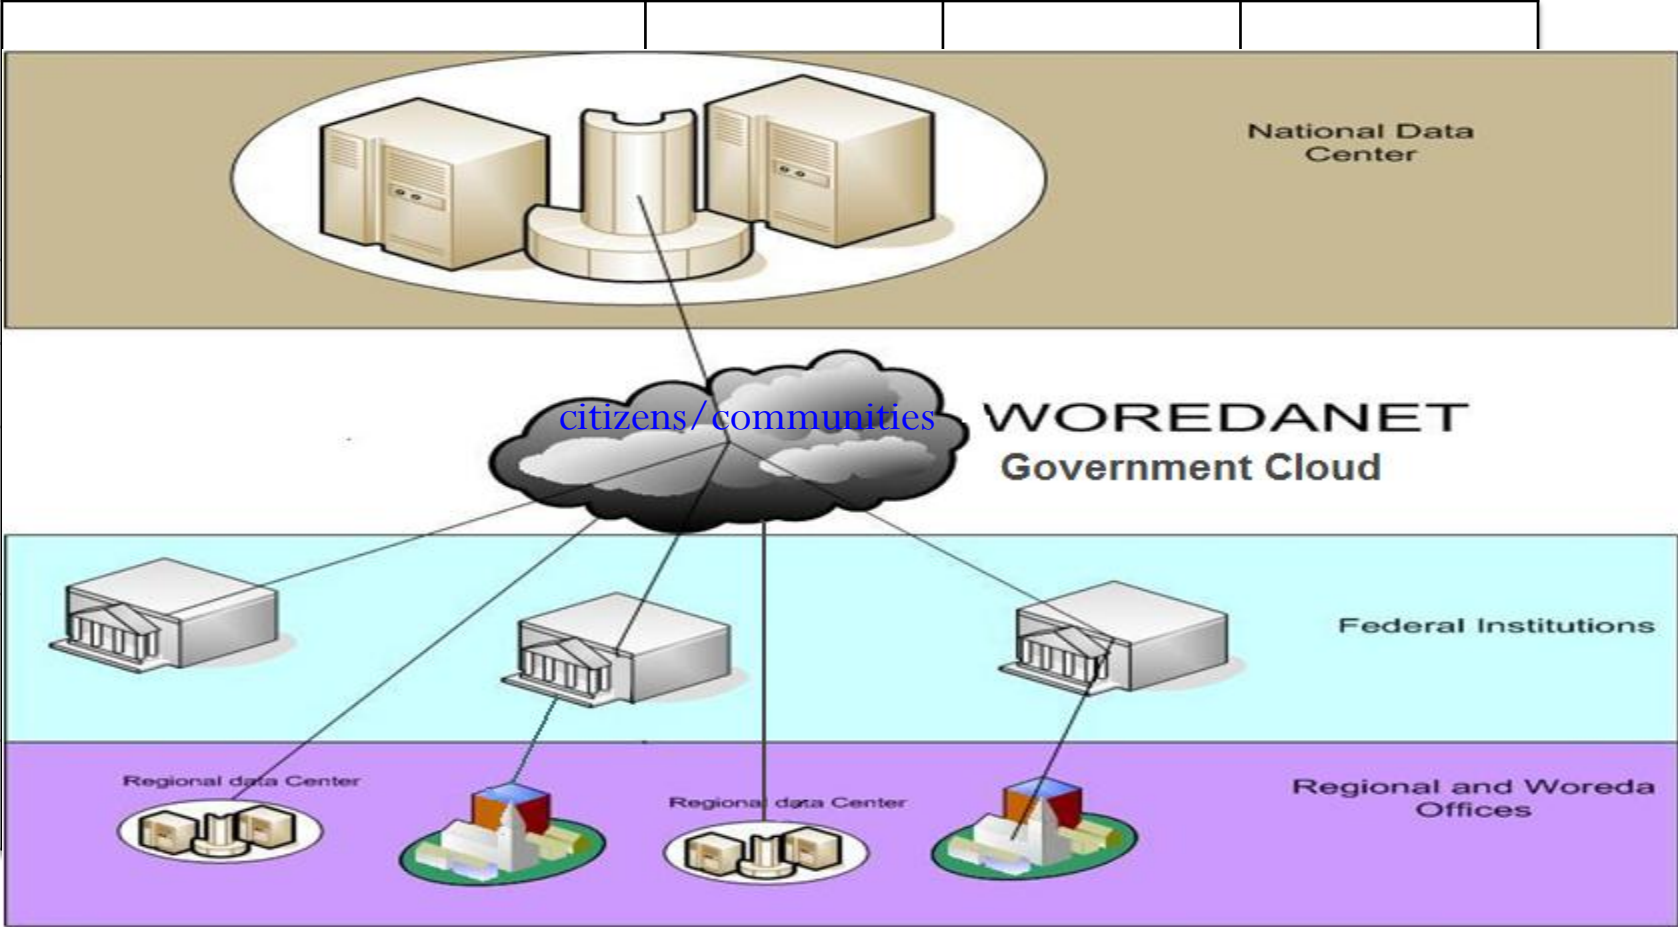 National Data
Center
citizens/communities
WOREDANET
Government Cloud
Federal Institutions
Regional data Center
Regional data Center
Regional and Woreda
Offices